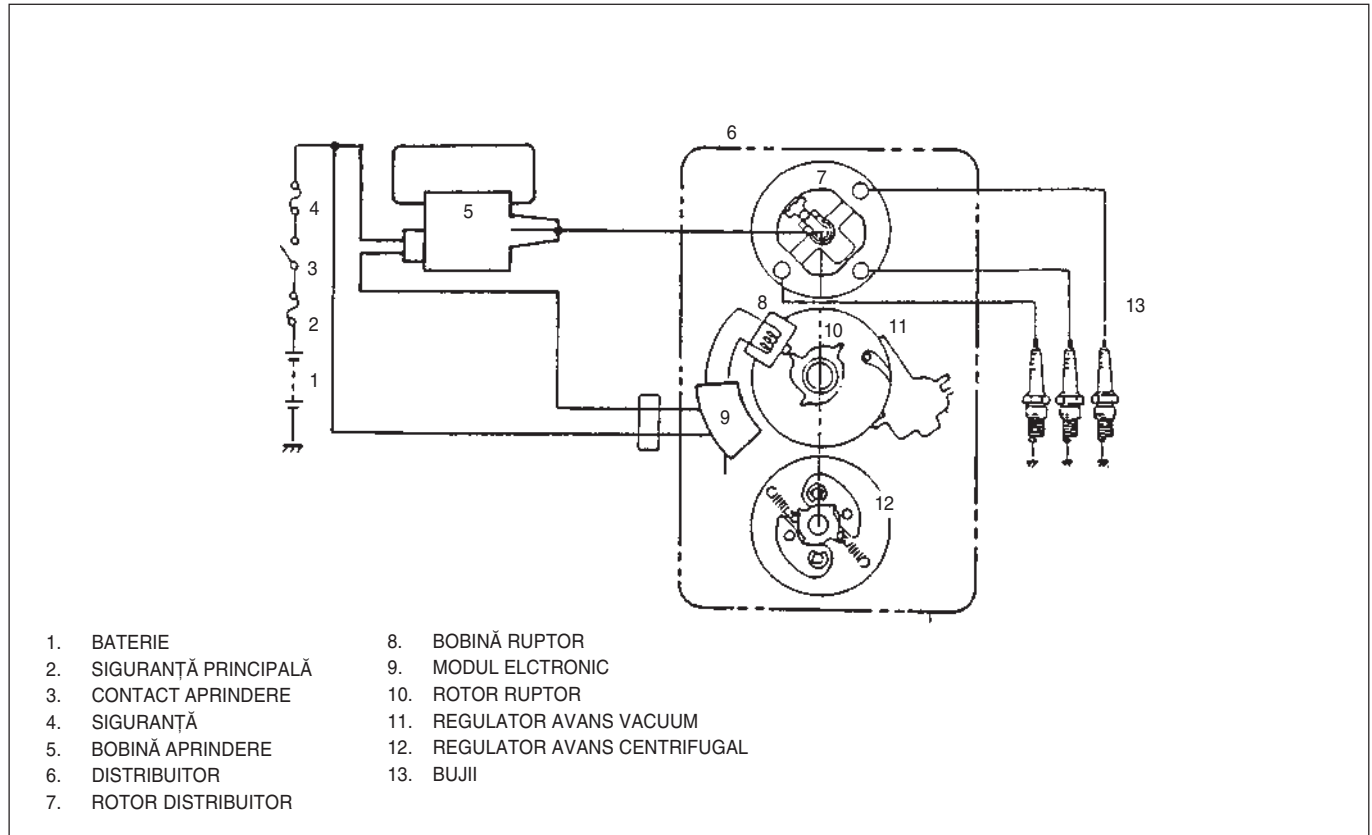 6
7
5
4
3
8
13
2
10
11
1
9
12
1. BATERIE
2. SIGURANȚĂ PRINCIPALĂ
3. CONTACT APRINDERE
4. SIGURANȚĂ
5. BOBINĂ APRINDERE
6. DISTRIBUITOR
7. ROTOR DISTRIBUITOR
8. BOBINĂ RUPTOR
9. MODUL ELCTRONIC
10. ROTOR RUPTOR
11. REGULATOR AVANS VACUUM
12. REGULATOR AVANS CENTRIFUGAL
13. BUJII